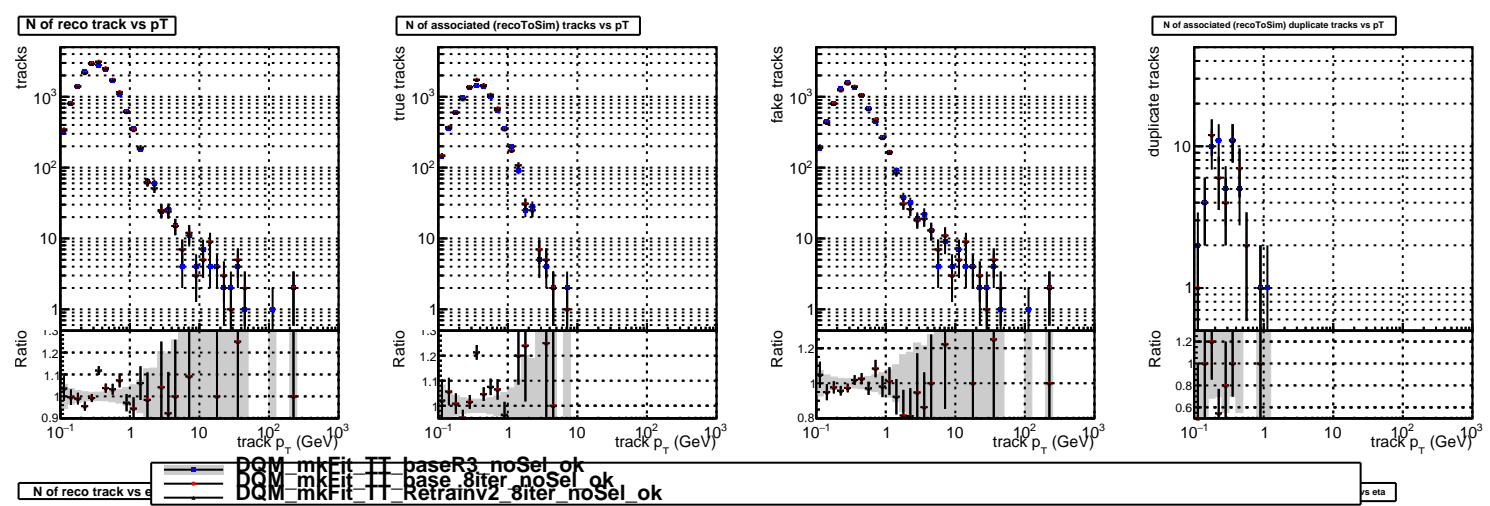 N of reco track vs pT
N of associated (recoToSim) tracks vs pT
N of associated (recoToSim) duplicate tracks vs pT
tracks
10³
10²
10
1
Ratio
1.3
1.2
1.1
1
0.9
10⁻¹ 1 10 10² 10³
track p_T (GeV)
true tracks
10³
10²
10
1
Ratio
1.3
1.2
1.1
1
10⁻¹ 1 10 10² 10³
track p_T (GeV)
fake tracks
10³
10²
10
1
Ratio
1.2
1
0.8
10⁻¹ 1 10 10² 10³
track p_T (GeV)
duplicate tracks
10
1
Ratio
1.2
1
0.8
0.6
10⁻¹ 1 10 10² 10³
track p_T (GeV)
DQM_mkFit_TT_baseR3_noSel_ok
DQM_mkFit_TT_base_8iter_noSel_ok
DQM_mkFit_TT_Retrainv2_8iter_noSel_ok
N of reco track vs e
vs eta